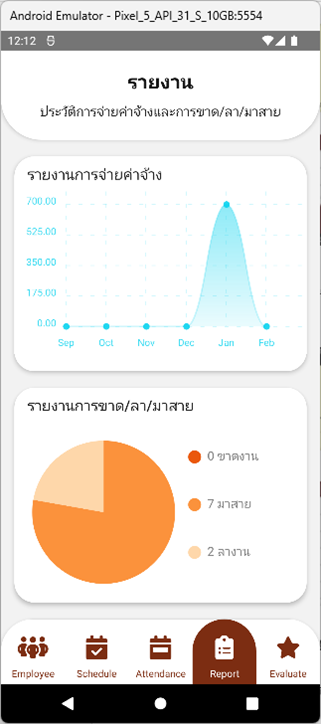 Android Emulator - Pixel_5_API_31_S_10GB:5554
12:12
รายงาน
ประวัติการจ่ายค่าจ้างและการขาด/ลา/มาสาย
รายงานการจ่ายค่าจ้าง
700.00
525.00
350.00
175.00
0.00
Sep Oct Nov Dec Jan Feb
รายงานการขาด/ลา/มาสาย
0 ขาดงาน
7 มาสาย
2 ลางาน
Employee Schedule Attendance Report Evaluate